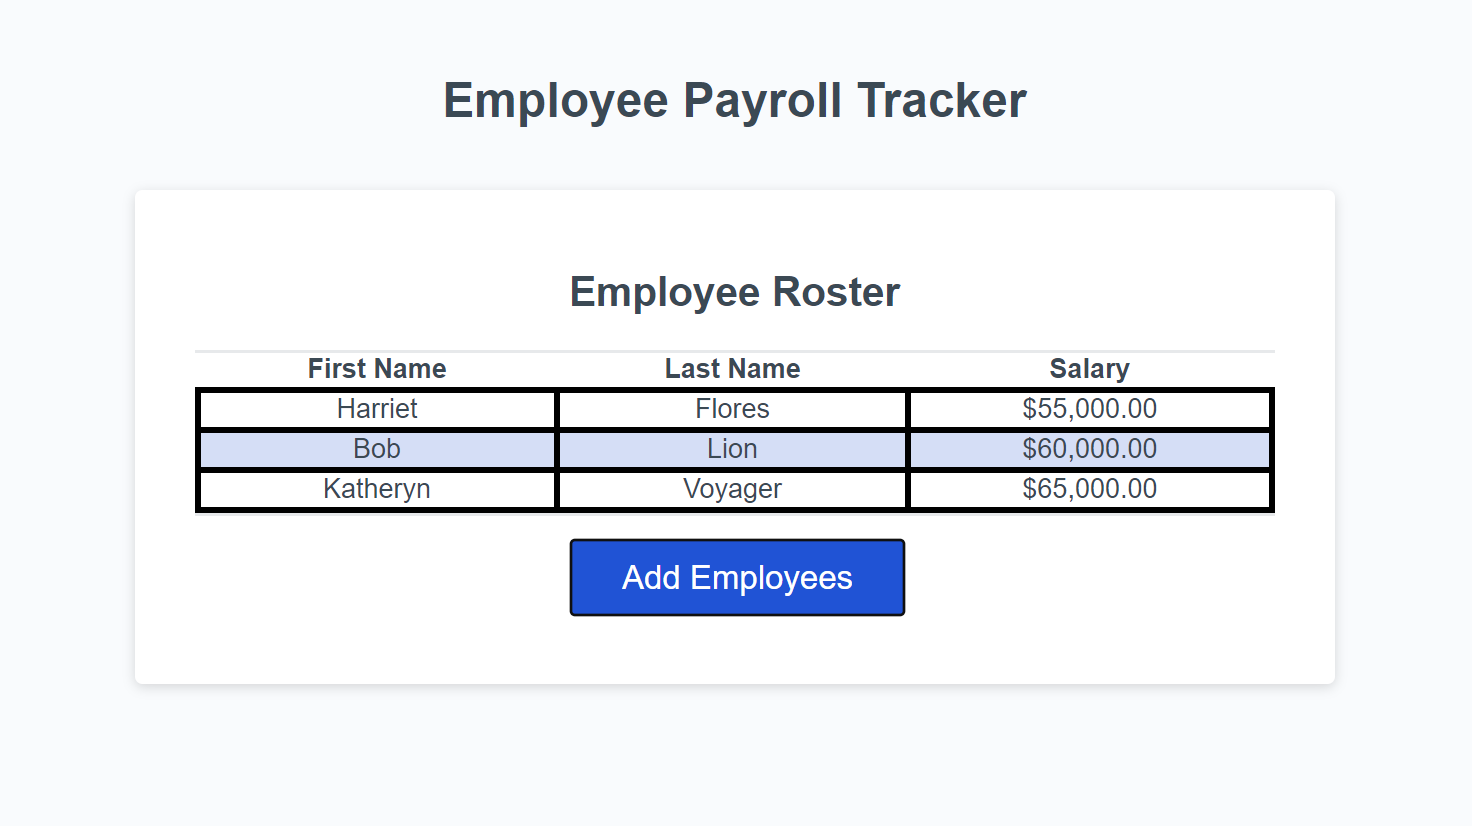 Employee Payroll Tracker
Employee Roster
First Name Last Name Salary
Harriet Flores $55,000.00
Bob Lion $60,000.00
Katheryn Voyager $65,000.00
Add Employees